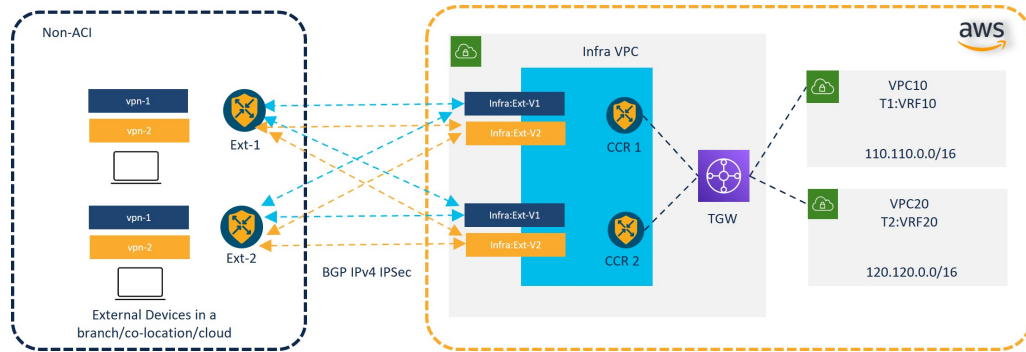 Non-ACI
vpn-1
vpn-2
Ext-1
vpn-1
vpn-2
Ext-2
External Devices in a
branch/co-location/cloud
BGP IPv4 IPSec
aws
Infra VPC
Infra:Ext-V1
Infra:Ext-V2
CCR 1
Infra:Ext-V1
Infra:Ext-V2
CCR 2
TGW
VPC10
T1:VRF10
110.110.0.0/16
VPC20
T2:VRF20
120.120.0.0/16